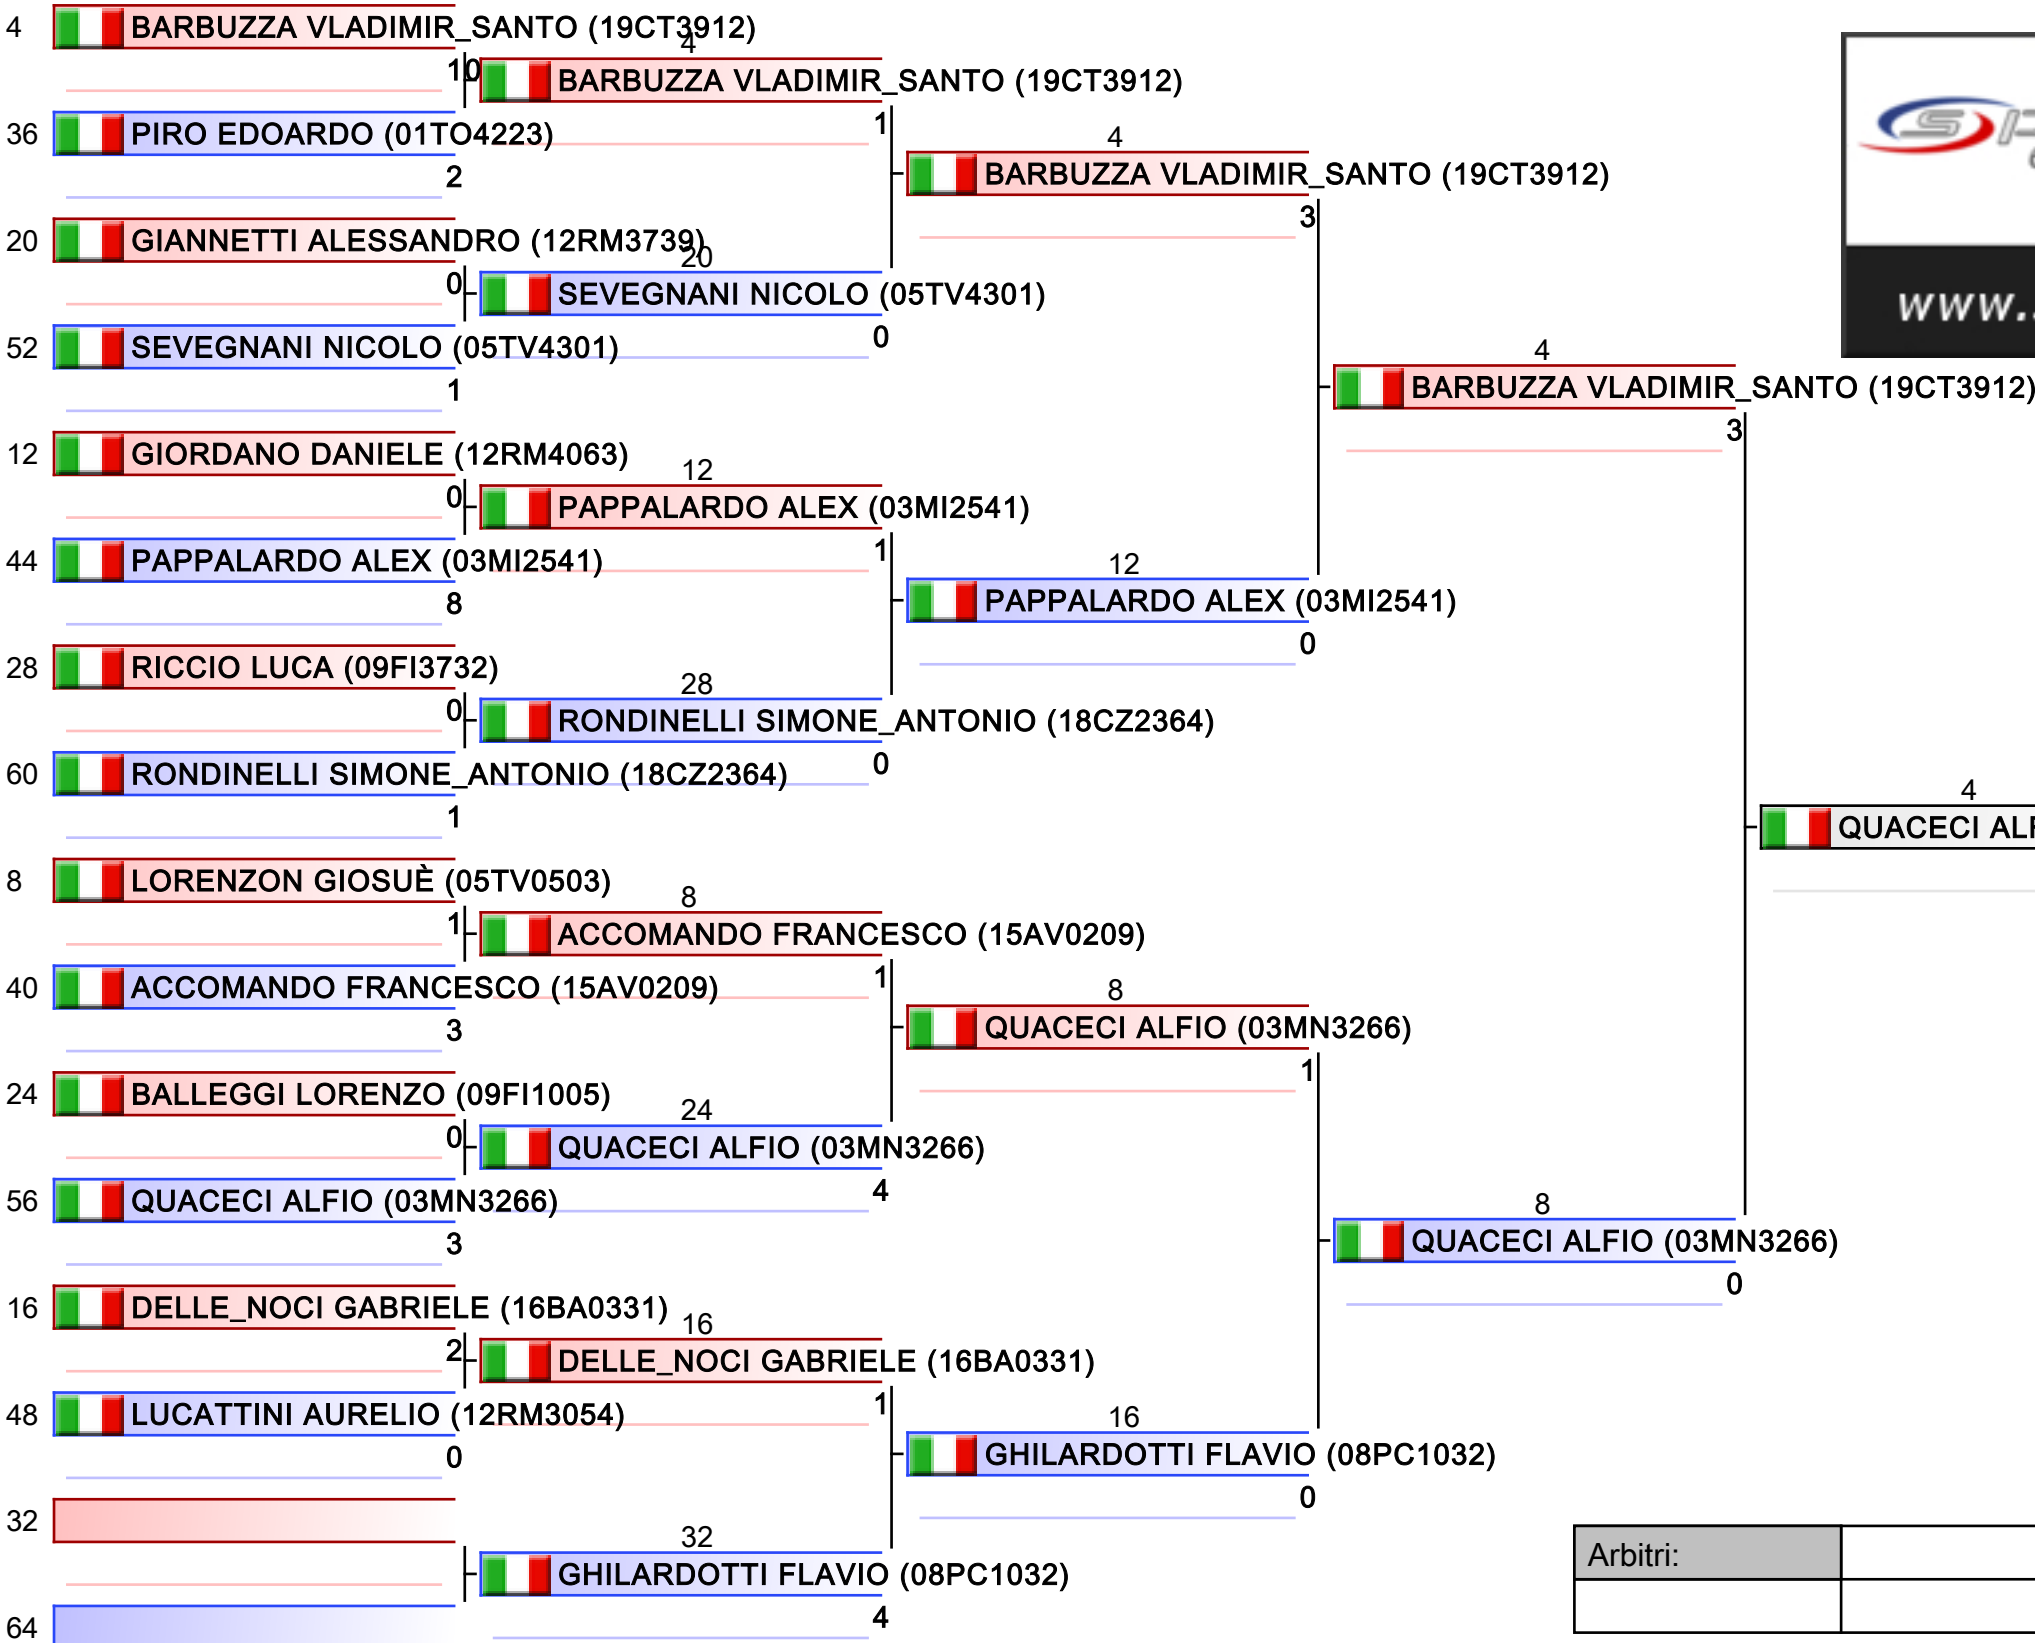 4 BARBUZZA VLADIMIR_SANTO (19CT3912)
10
36 PIRO EDOARDO (01TO4223)
2
20 GIANNETTI ALESSANDRO (12RM3739)
0
52 SEVEGNANI NICOLO (05TV4301)
1
12 GIORDANO DANIELE (12RM4063)
0
44 PAPPALARDO ALEX (03MI2541)
8
28 RICCIO LUCA (09FI3732)
0
60 RONDINELLI SIMONE_ANTONIO (18CZ2364)
1
8 LORENZON GIOSUÈ (05TV0503)
1
40 ACCOMANDO FRANCESCO (15AV0209)
3
24 BALLEGGI LORENZO (09FI1005)
0
56 QUACECI ALFIO (03MN3266)
3
16 DELLE_NOCI GABRIELE (16BA0331)
2
48 LUCATTINI AURELIO (12RM3054)
0
32
64
4
BARBUZZA VLADIMIR_SANTO (19CT3912)
1
20
SEVEGNANI NICOLO (05TV4301)
0
12
PAPPALARDO ALEX (03MI2541)
1
28
RONDINELLI SIMONE_ANTONIO (18CZ2364)
0
8
ACCOMANDO FRANCESCO (15AV0209)
1
24
QUACECI ALFIO (03MN3266)
4
16
DELLE_NOCI GABRIELE (16BA0331)
1
32
GHILARDOTTI FLAVIO (08PC1032)
4
4
BARBUZZA VLADIMIR_SANTO (19CT3912)
3
12
PAPPALARDO ALEX (03MI2541)
0
8
QUACECI ALFIO (03MN3266)
1
16
GHILARDOTTI FLAVIO (08PC1032)
0
4
BARBUZZA VLADIMIR_SANTO (19CT3912)
3
8
QUACECI ALFIO (03MN3266)
0
4
QUACECI
www.
Arbitri: